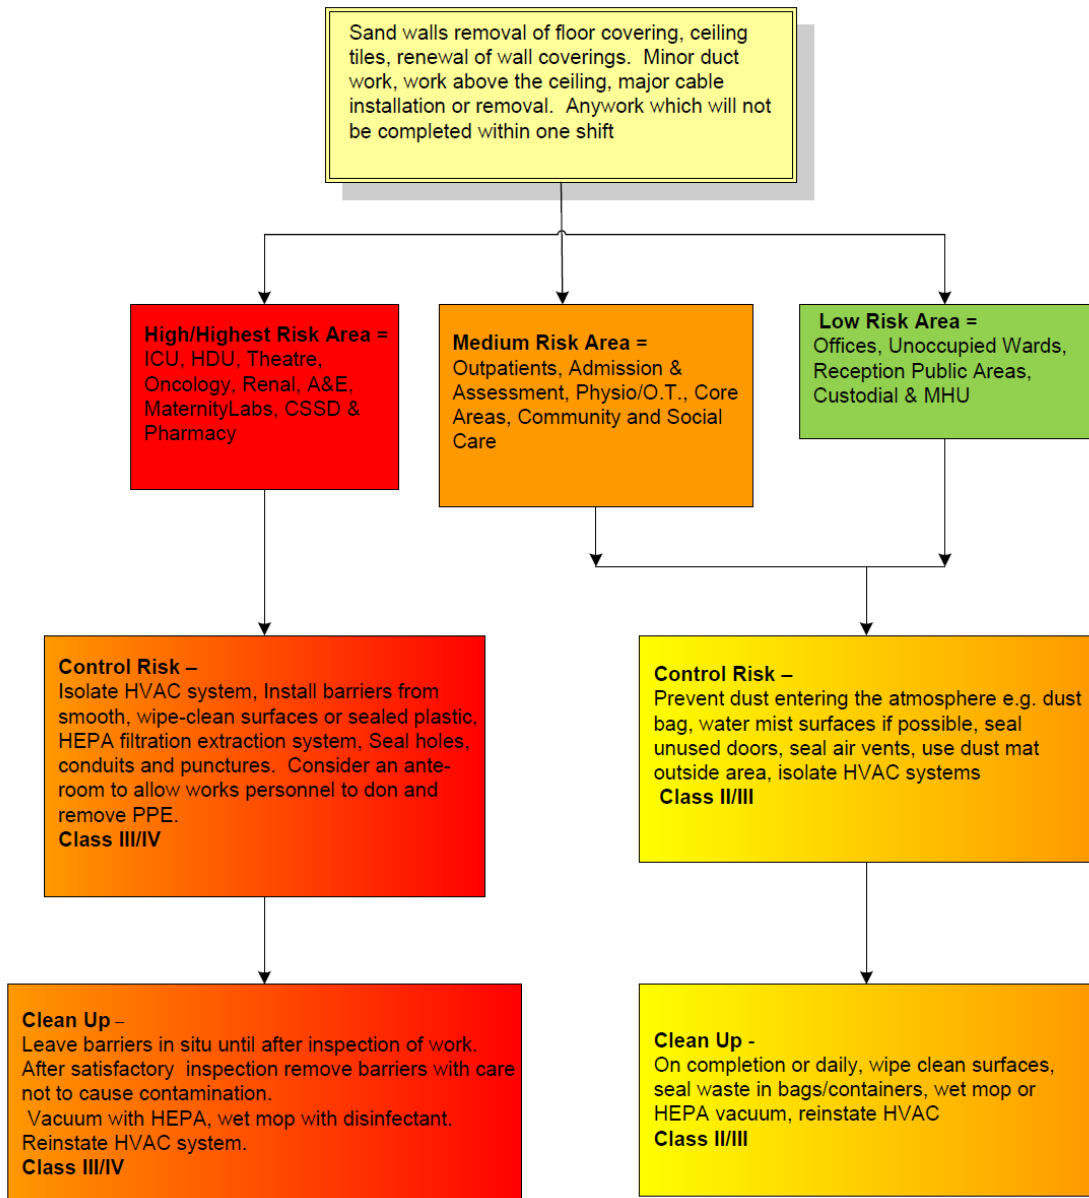 Sand walls removal of floor covering, ceiling
tiles, renewal of wall coverings.  Minor duct
work, work above the ceiling, major cable
installation or removal.  Anywork which will not
be completed within one shift
High/Highest Risk Area =
ICU, HDU, Theatre,
Oncology, Renal, A&E,
MaternityLabs, CSSD &
Pharmacy
Medium Risk Area =
Outpatients, Admission &
Assessment, Physio/O.T., Core
Areas, Community and Social
Care
Low Risk Area =
Offices, Unoccupied Wards,
Reception Public Areas,
Custodial & MHU
Control Risk –
Isolate HVAC system, Install barriers from
smooth, wipe-clean surfaces or sealed plastic,
HEPA filtration extraction system, Seal holes,
conduits and punctures.  Consider an ante-
room to allow works personnel to don and
remove PPE.
Class III/IV
Control Risk –
Prevent dust entering the atmosphere e.g. dust
bag, water mist surfaces if possible, seal
unused doors, seal air vents, use dust mat
outside area, isolate HVAC systems
Class II/III
Clean Up –
Leave barriers in situ until after inspection of work.
After satisfactory  inspection remove barriers with care
not to cause contamination.
Vacuum with HEPA, wet mop with disinfectant.
Reinstate HVAC system.
Class III/IV
Clean Up -
On completion or daily, wipe clean surfaces,
seal waste in bags/containers, wet mop or
HEPA vacuum, reinstate HVAC
Class II/III